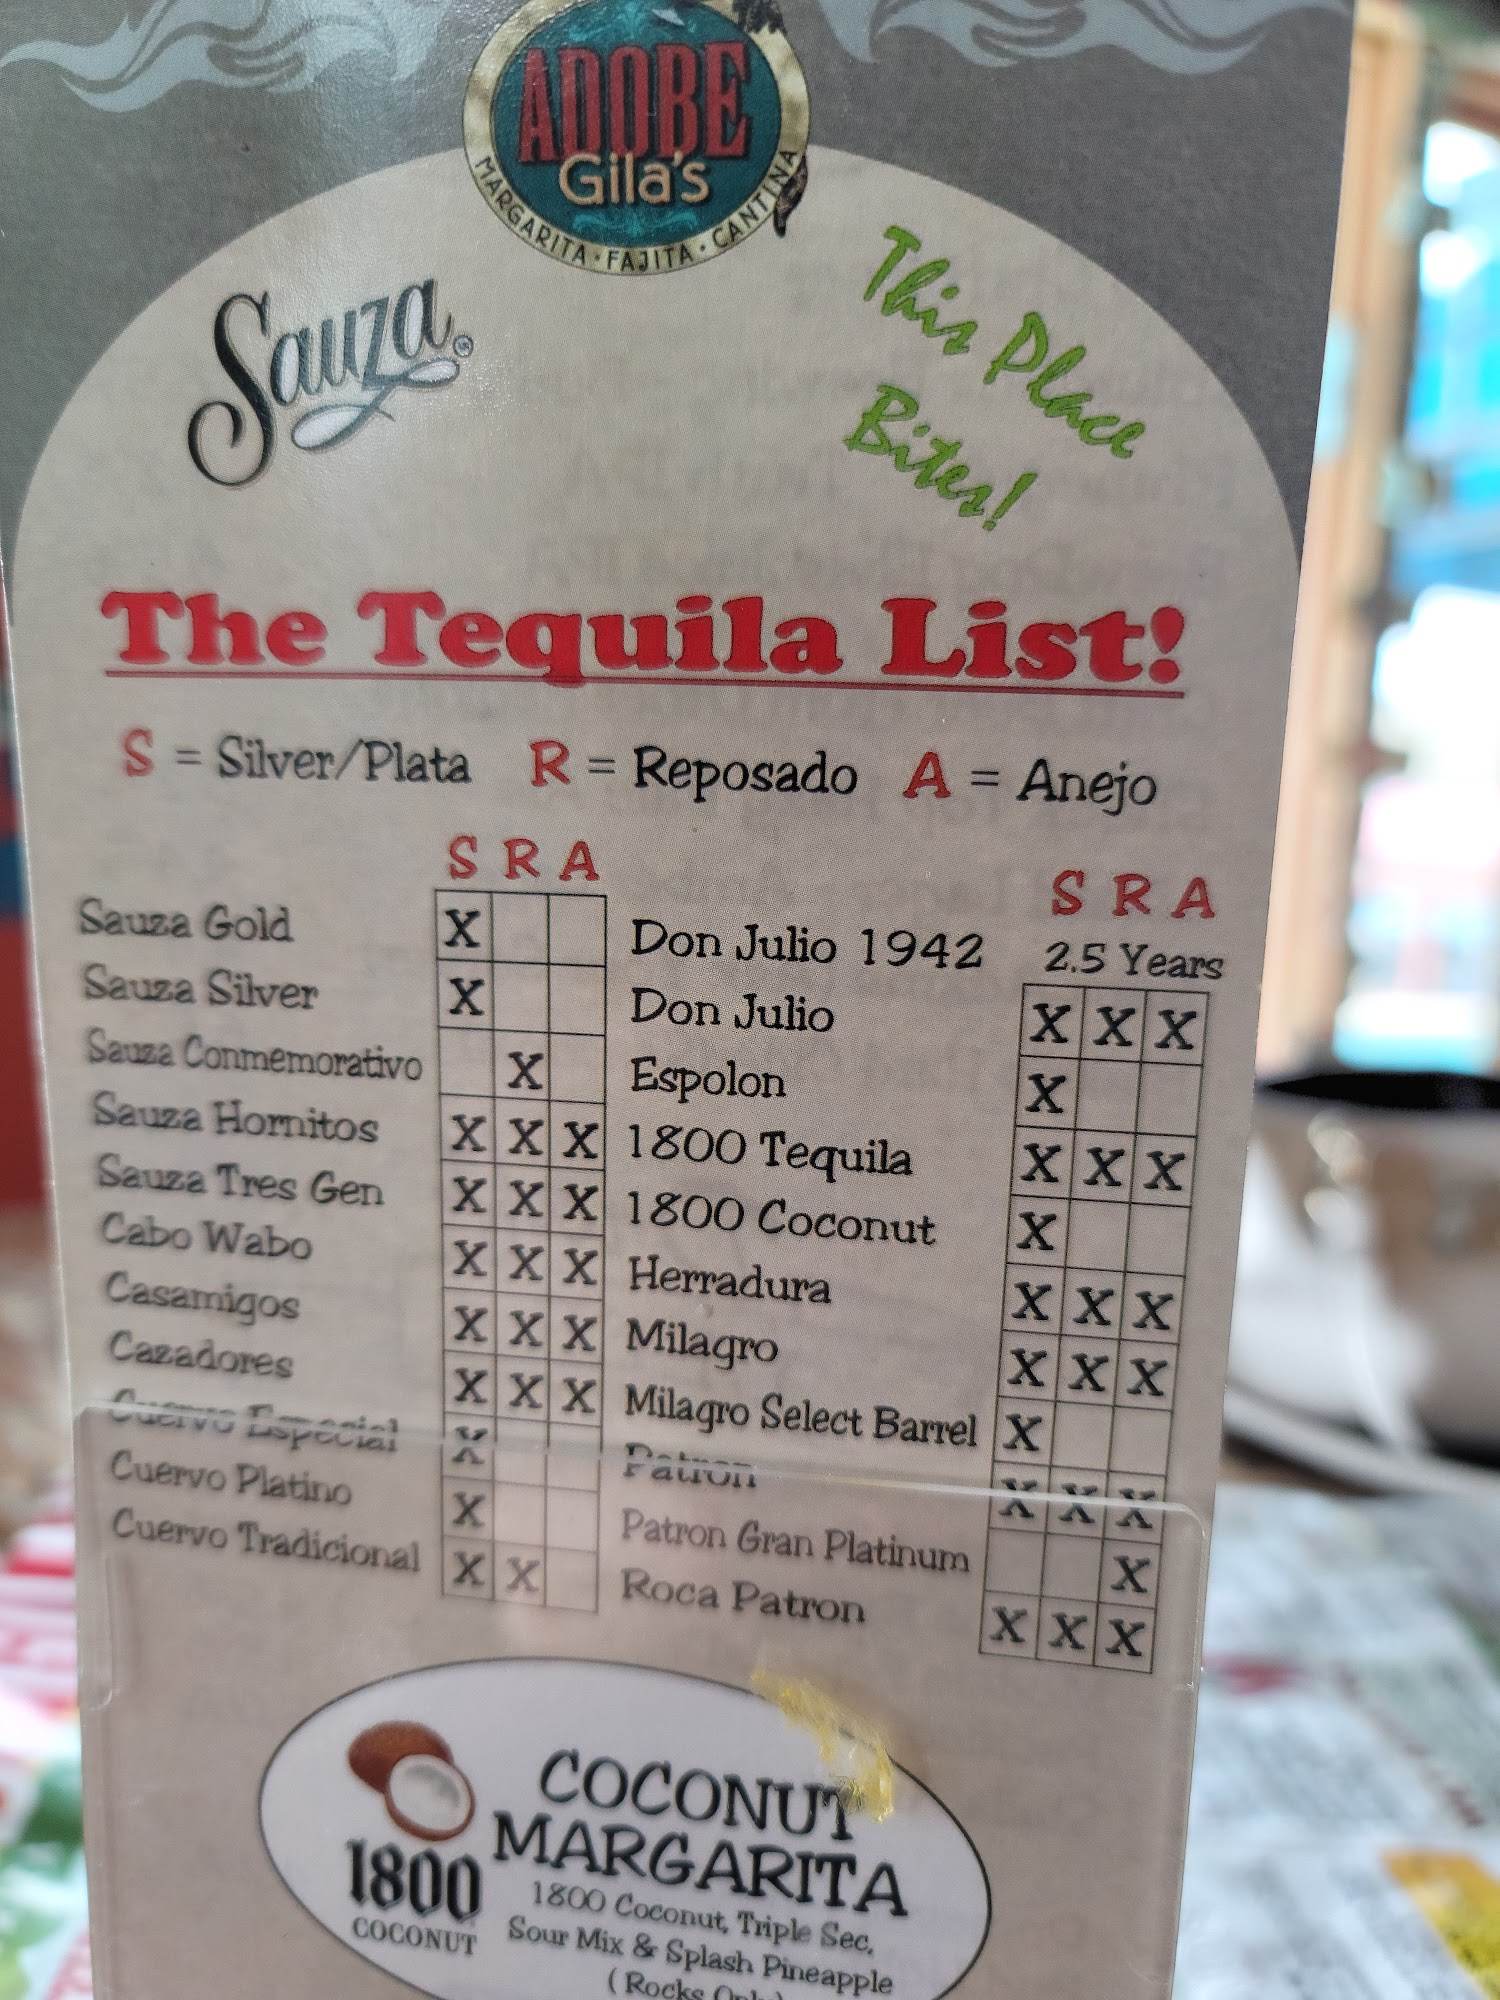 ADOBE
Gila's
MARGARITA · FAJITA · CANTINA
Sauza
This Place
Bites!
The Tequila List!
S = Silver/Plata R = Reposado A = Anejo
S R A
Sauza Gold X
Sauza Silver X
Sauza Conmemorativo X
Sauza Hornitos X X X
Sauza Tres Gen X X X
Cabo Wabo X X X
Casamigos X X X
Cazadores X X X
Cuervo Especial X
Cuervo Platino X
Cuervo Tradicional X X
S R A
Don Julio 1942 2.5 Years
Don Julio X X X
Espolon X
1800 Tequila X X X
1800 Coconut X
Herradura X X X
Milagro X X X
Milagro Select Barrel X
Patron X X X
Patron Gran Platinum X
Roca Patron X X X
1800
COCONUT
COCONUT
MARGARITA
1800 Coconut, Triple Sec,
Sour Mix & Splash Pineapple
( Rocks Only)